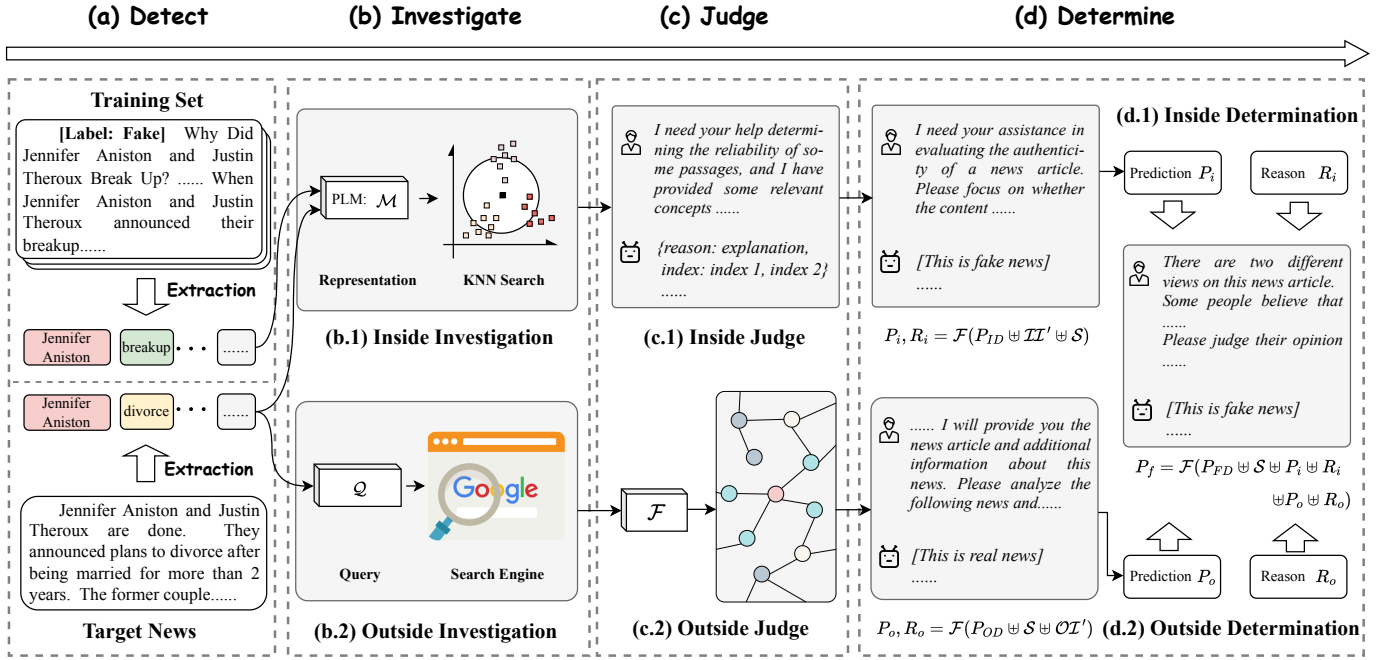 (a) Detect
(b) Investigate
(c) Judge
(d) Determine
Training Set
[Label: Fake] Why Did
Jennifer Aniston and Justin
Theroux Break Up? ...... When
Jennifer Aniston and Justin
Theroux announced their
breakup......
Extraction
Jennifer
Aniston
breakup
• • •
......
Jennifer
Aniston
divorce
• • •
......
Extraction
Jennifer Aniston and Justin
Theroux are done. They
announced plans to divorce after
being married for more than 2
years. The former couple......
Target News
PLM: ℳ
Representation
KNN Search
(b.1) Inside Investigation
𝒬
Google
Query
Search Engine
(b.2) Outside Investigation
I need your help determi-
ning the reliability of so-
me passages, and I have
provided some relevant
concepts ......
{reason: explanation,
index: index 1, index 2}
......
(c.1) Inside Judge
ℱ
(c.2) Outside Judge
I need your assistance in
evaluating the authentici-
ty of a news article.
Please focus on whether
the content ......
[This is fake news]
......
P_i, R_i = ℱ(P_{ID} ⊎ ℐℐ′ ⊎ 𝒮)
(d.1) Inside Determination
Prediction P_i
Reason R_i
There are two different
views on this news article.
Some people believe that
......
Please judge their opinion
......
[This is fake news]
......
P_f = ℱ(P_{FD} ⊎ 𝒮 ⊎ P_i ⊎ R_i
⊎P_o ⊎ R_o)
...... I will provide you the
news article and additional
information about this
news. Please analyze the
following news and......
[This is real news]
......
Prediction P_o
Reason R_o
P_o, R_o = ℱ(P_{OD} ⊎ 𝒮 ⊎ 𝒪ℐ′)
(d.2) Outside Determination